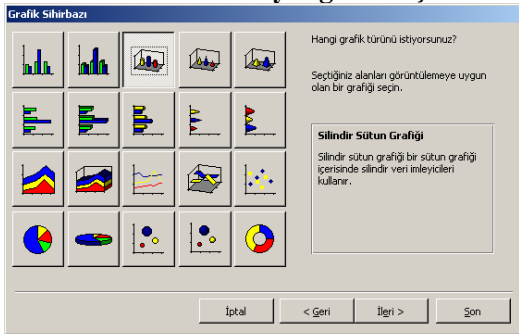 Grafik Sihirbazı
Hangi grafik türünü istiyorsunuz?
Seçtiğiniz alanları görüntülemeye uygun
olan bir grafiği seçin.
Silindir Sütun Grafiği
Silindir sütun grafiği bir sütun grafiği
içerisinde silindir veri imleyicileri
kullanır.
İptal
< Geri
İleri >
Son